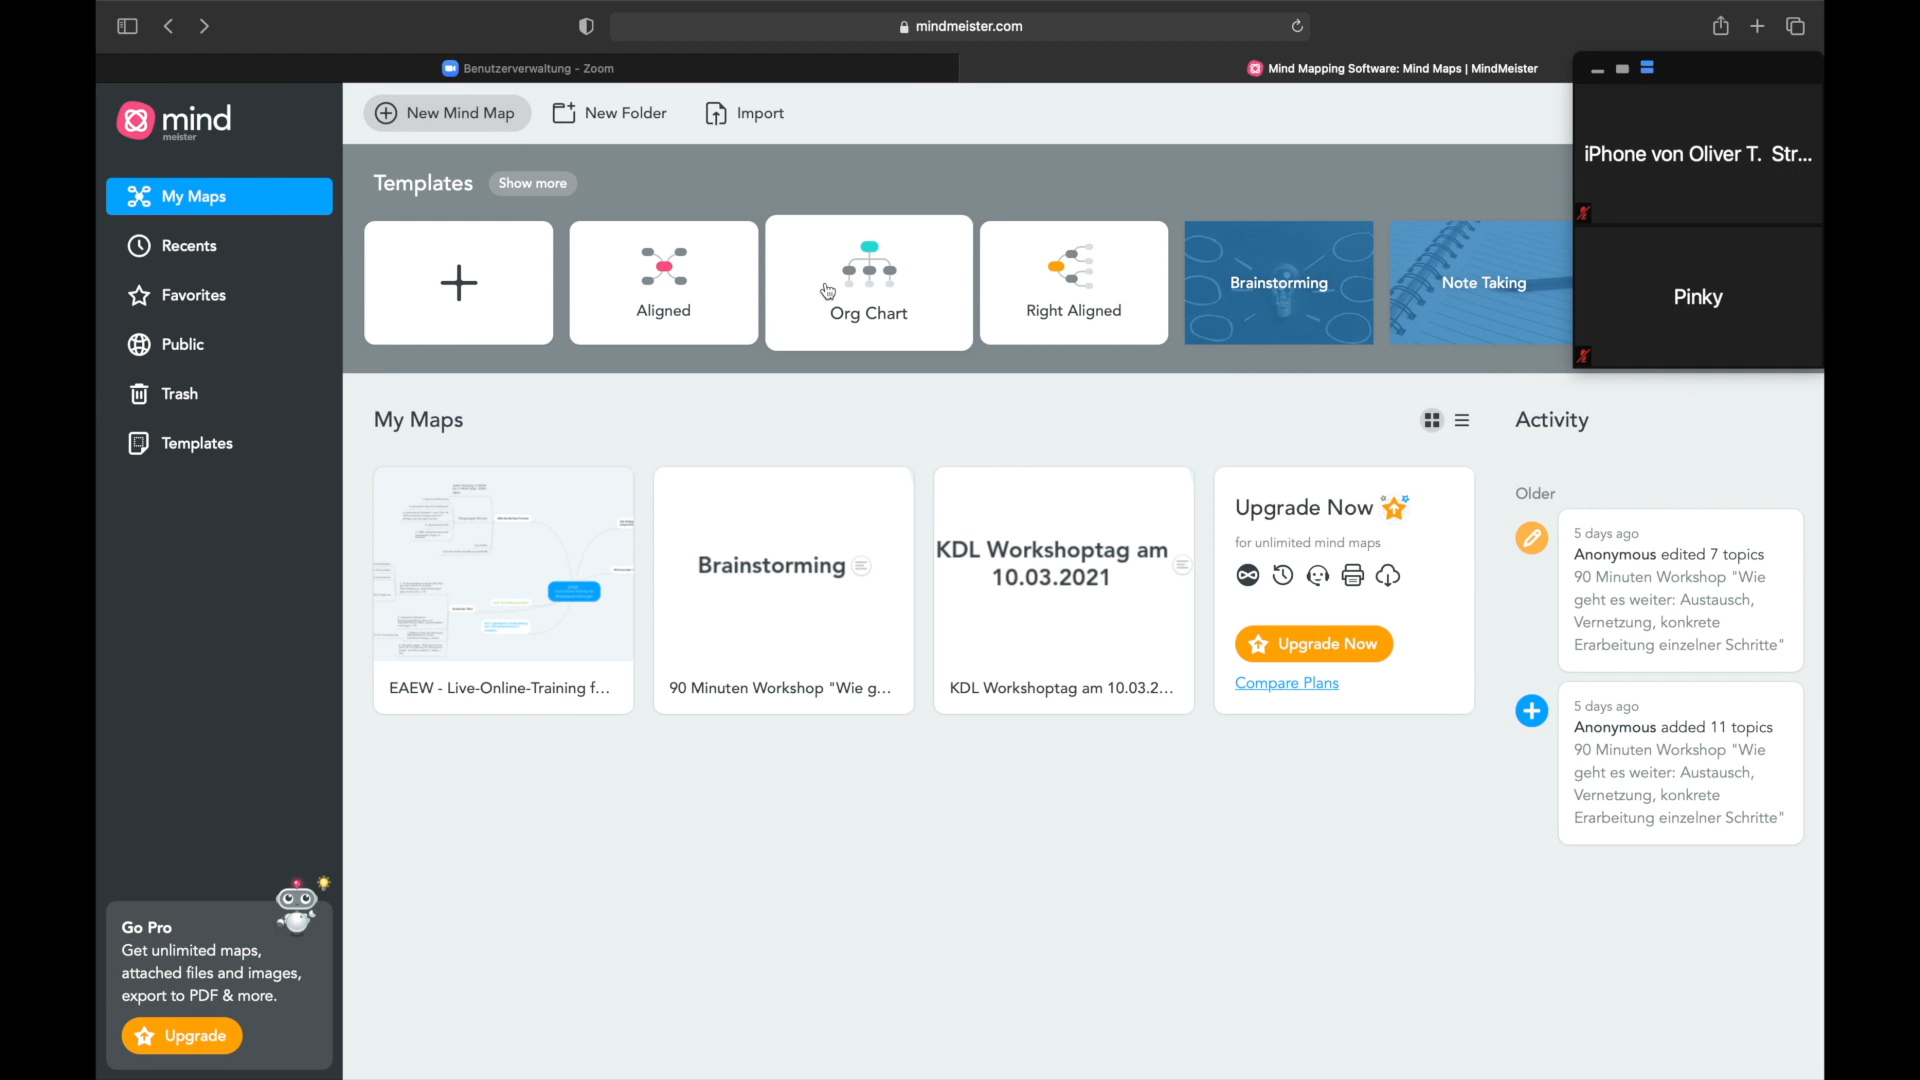 mindmeister.com
Benutzerverwaltung - Zoom
Mind Mapping Software: Mind Maps | MindMeister
mind
meister
New Mind Map
New Folder
Import
iPhone von Oliver T. Str...
Pinky
My Maps
Recents
Favorites
Public
Trash
Templates
Templates
Show more
Aligned
Org Chart
Right Aligned
Brainstorming
Note Taking
My Maps
EAEW - Live-Online-Training f...
Brainstorming
90 Minuten Workshop "Wie g...
KDL Workshoptag am
10.03.2021
KDL Workshoptag am 10.03.2...
Upgrade Now
for unlimited mind maps
Upgrade Now
Compare Plans
Activity
Older
5 days ago
Anonymous edited 7 topics
90 Minuten Workshop "Wie
geht es weiter: Austausch,
Vernetzung, konkrete
Erarbeitung einzelner Schritte"
5 days ago
Anonymous added 11 topics
90 Minuten Workshop "Wie
geht es weiter: Austausch,
Vernetzung, konkrete
Erarbeitung einzelner Schritte"
Go Pro
Get unlimited maps,
attached files and images,
export to PDF & more.
Upgrade